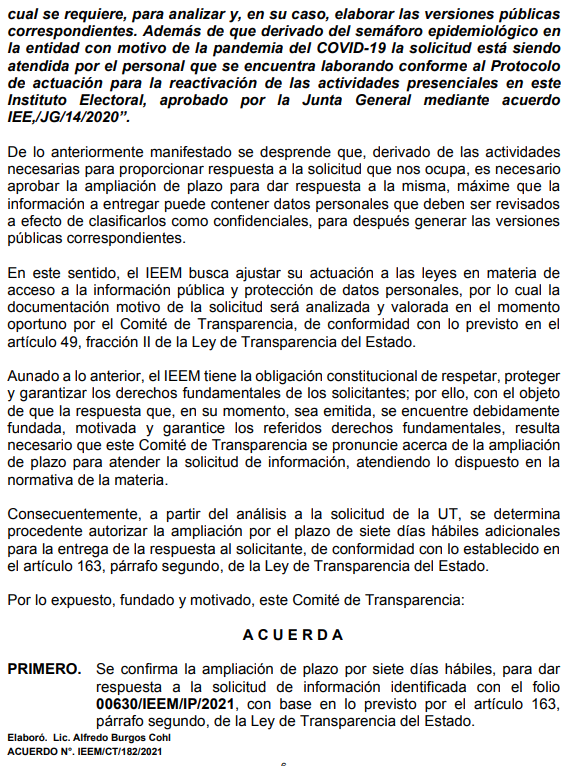 cual se requiere, para analizar y, en su caso, elaborar las versiones públicas
correspondientes. Además de que derivado del semáforo epidemiológico en
la entidad con motivo de la pandemia del COVID-19 la solicitud está siendo
atendida por el personal que se encuentra laborando conforme al Protocolo
de actuación para la reactivación de las actividades presenciales en este
Instituto Electoral, aprobado por la Junta General mediante acuerdo
IEE,/JG/14/2020”.
De lo anteriormente manifestado se desprende que, derivado de las actividades
necesarias para proporcionar respuesta a la solicitud que nos ocupa, es necesario
aprobar la ampliación de plazo para dar respuesta a la misma, máxime que la
información a entregar puede contener datos personales que deben ser revisados
a efecto de clasificarlos como confidenciales, para después generar las versiones
públicas correspondientes.
En este sentido, el IEEM busca ajustar su actuación a las leyes en materia de
acceso a la información pública y protección de datos personales, por lo cual la
documentación motivo de la solicitud será analizada y valorada en el momento
oportuno por el Comité de Transparencia, de conformidad con lo previsto en el
artículo 49, fracción II de la Ley de Transparencia del Estado.
Aunado a lo anterior, el IEEM tiene la obligación constitucional de respetar, proteger
y garantizar los derechos fundamentales de los solicitantes; por ello, con el objeto
de que la respuesta que, en su momento, sea emitida, se encuentre debidamente
fundada, motivada y garantice los referidos derechos fundamentales, resulta
necesario que este Comité de Transparencia se pronuncie acerca de la ampliación
de plazo para atender la solicitud de información, atendiendo lo dispuesto en la
normativa de la materia.
Consecuentemente, a partir del análisis a la solicitud de la UT, se determina
procedente autorizar la ampliación por el plazo de siete días hábiles adicionales
para la entrega de la respuesta al solicitante, de conformidad con lo establecido en
el artículo 163, párrafo segundo, de la Ley de Transparencia del Estado.
Por lo expuesto, fundado y motivado, este Comité de Transparencia:
A C U E R D A
PRIMERO. Se confirma la ampliación de plazo por siete días hábiles, para dar
respuesta a la solicitud de información identificada con el folio
00630/IEEM/IP/2021, con base en lo previsto por el artículo 163,
párrafo segundo, de la Ley de Transparencia del Estado.
Elaboró. Lic. Alfredo Burgos Cohl
ACUERDO N°. IEEM/CT/182/2021